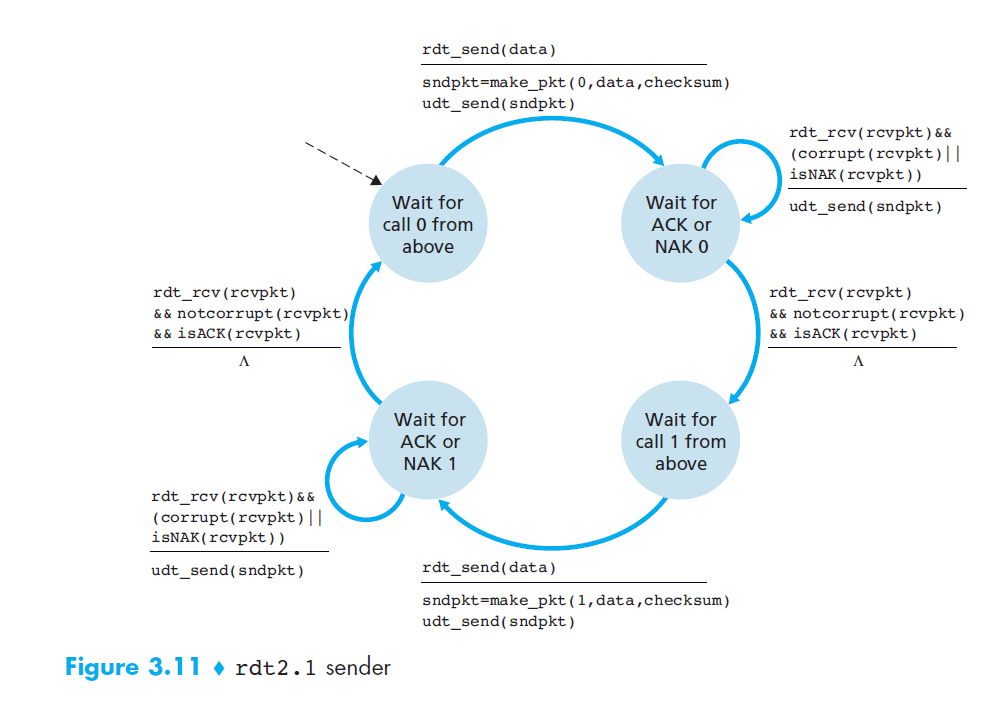 rdt_send(data)
sndpkt=make_pkt(0,data,checksum)
udt_send(sndpkt)
rdt_rcv(rcvpkt)&&
(corrupt(rcvpkt)||
isNAK(rcvpkt))
udt_send(sndpkt)
Wait for
call 0 from
above
Wait for
ACK or
NAK 0
rdt_rcv(rcvpkt)
&& notcorrupt(rcvpkt)
&& isACK(rcvpkt)
Λ
rdt_rcv(rcvpkt)
&& notcorrupt(rcvpkt)
&& isACK(rcvpkt)
Λ
Wait for
ACK or
NAK 1
Wait for
call 1 from
above
rdt_rcv(rcvpkt)&&
(corrupt(rcvpkt)||
isNAK(rcvpkt))
udt_send(sndpkt)
rdt_send(data)
sndpkt=make_pkt(1,data,checksum)
udt_send(sndpkt)
Figure 3.11 ♦ rdt2.1 sender